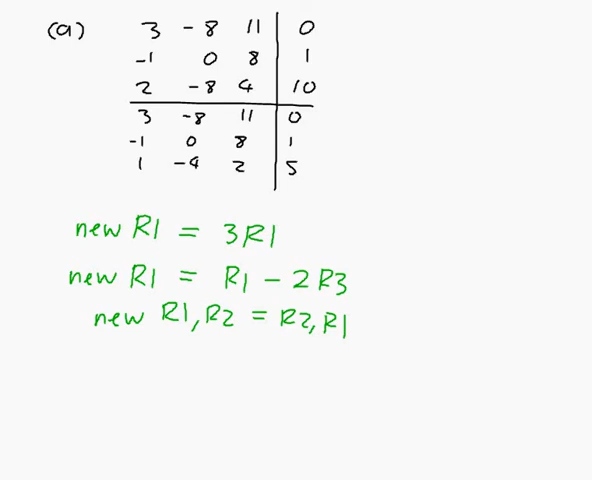 (a) 3 -8 11 | 0
-1 0 8 | 1
2 -8 4 | 10
3 -8 11 | 0
-1 0 8 | 1
1 -4 2 | 5
new R1 = 3R1
new R1 = R1 - 2R3
new R1, R2 = R2, R1